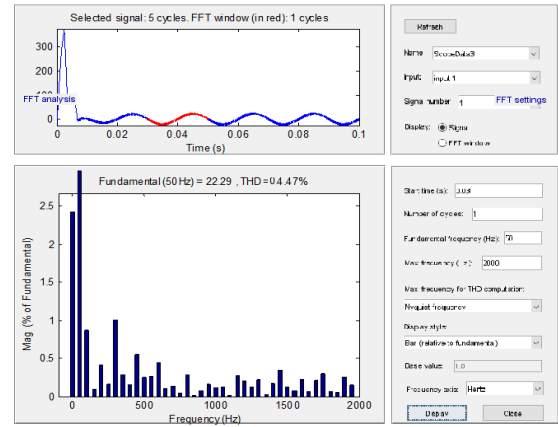 Selected signal: 5 cycles. FFT window (in red): 1 cycles
300
200
100
0
FFT analysis
0 0.02 0.04 0.06 0.08 0.1
Time (s)
Refresh
Name
ScopeData3
Input:
input 1
Signal number:
1
FFT settings
Display:
Signal
FFT window
Fundamental (50Hz) = 22.29 , THD=04.47%
2.5
2
1.5
1
0.5
0
Mag (% of Fundamental)
0 500 1000 1500 2000
Frequency (Hz)
Start time (s):
0.03
Number of cycles:
1
Fundamental frequency (Hz):
50
Max frequency (Hz):
2000
Max frequency for THD computation:
Nyquist frequency
Display style:
Bar (relative to fundamental)
Base value:
1.0
Frequency axis:
Hertz
Display
Close